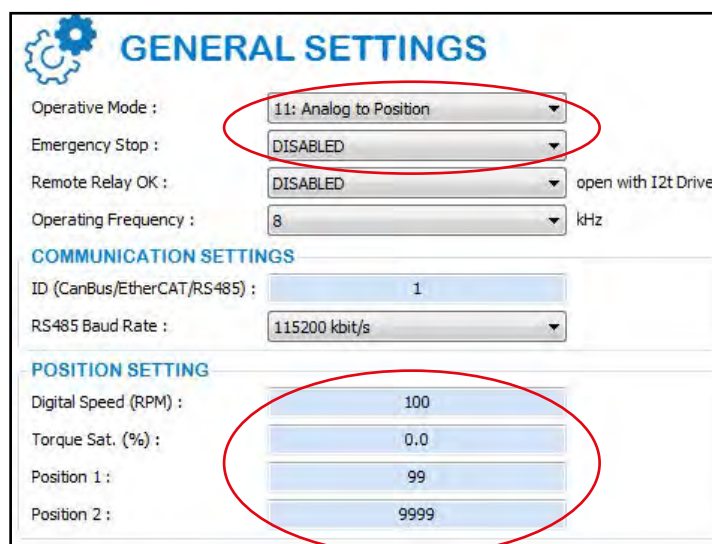 GENERAL SETTINGS
Operative Mode : 11: Analog to Position
Emergency Stop : DISABLED
Remote Relay OK : DISABLED open with I2t Drive
Operating Frequency : 8 kHz
COMMUNICATION SETTINGS
ID (CanBus/EtherCAT/RS485) : 1
RS485 Baud Rate : 115200 kbit/s
POSITION SETTING
Digital Speed (RPM) : 100
Torque Sat. (%) : 0.0
Position 1 : 99
Position 2 : 9999